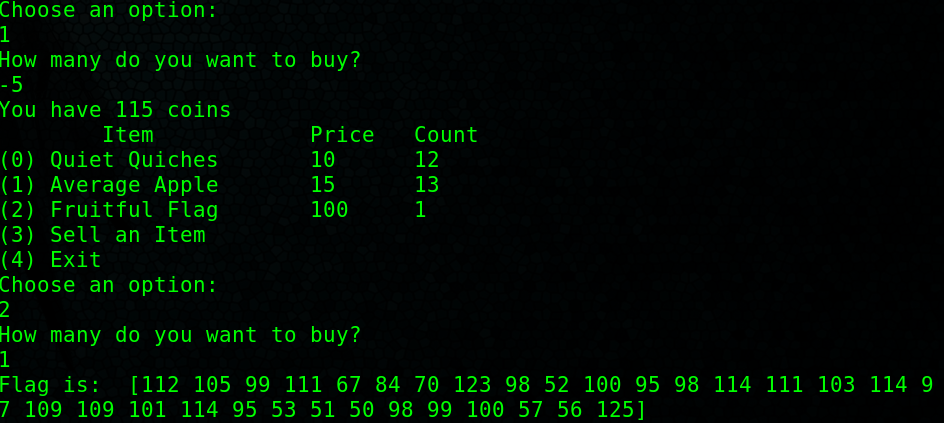 Choose an option:
1
How many do you want to buy?
-5
You have 115 coins
        Item            Price   Count
(0) Quiet Quiches       10      12
(1) Average Apple       15      13
(2) Fruitful Flag       100     1
(3) Sell an Item
(4) Exit
Choose an option:
2
How many do you want to buy?
1
Flag is:  [112 105 99 111 67 84 70 123 98 52 100 95 98 114 111 103 114 9
7 109 109 101 114 95 53 51 50 98 99 100 57 56 125]